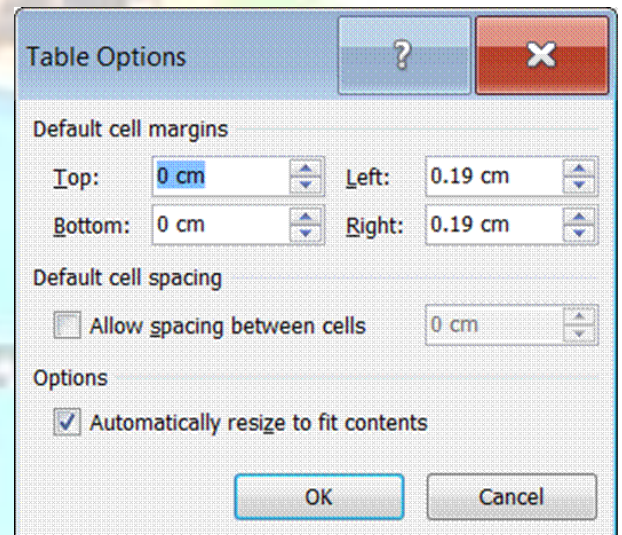 Table Options
Default cell margins
Top: 0 cm Left: 0.19 cm
Bottom: 0 cm Right: 0.19 cm
Default cell spacing
Allow spacing between cells 0 cm
Options
Automatically resize to fit contents
OK Cancel